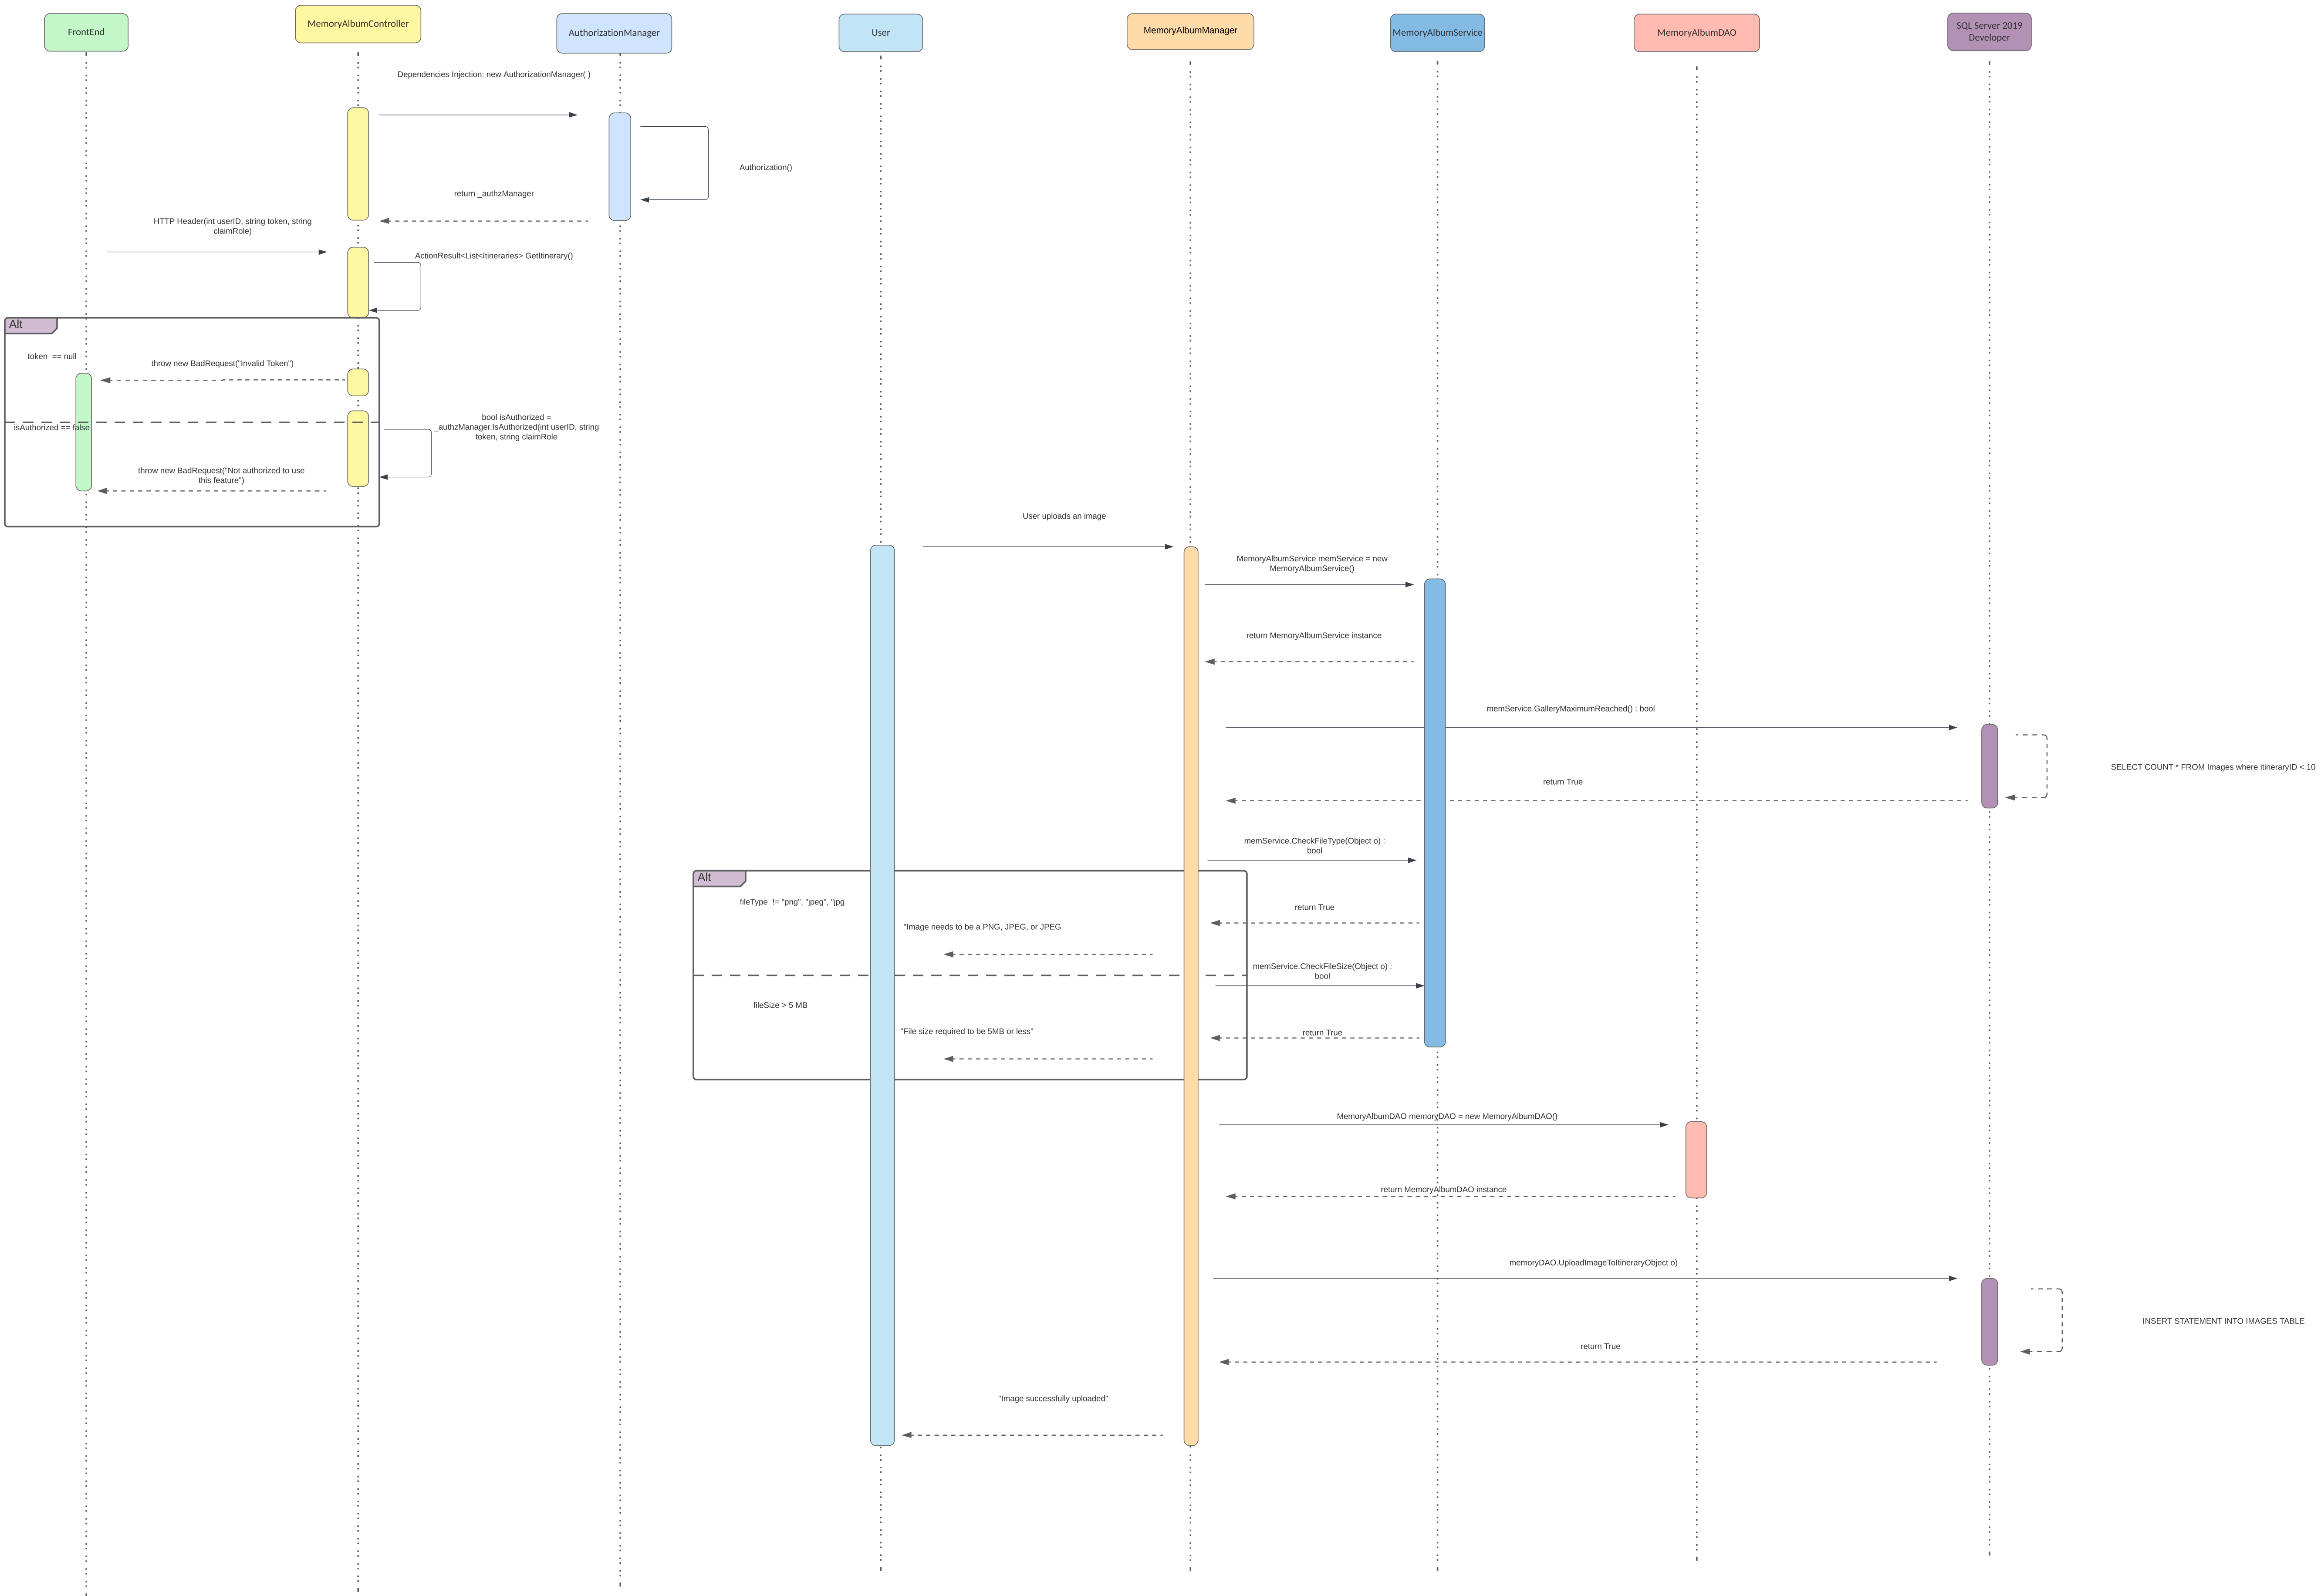 FrontEnd
MemoryAlbumController
AuthorizationManager
User
MemoryAlbumManager
MemoryAlbumService
MemoryAlbumDAO
SQL Server 2019
Developer
Dependencies Injection: new AuthorizationManager( )
Authorization()
return _authzManager
HTTP Header(int userID, string token, string
claimRole)
ActionResult<List<Itineraries> GetItinerary()
Alt
token  == null
throw new BadRequest("Invalid Token")
bool isAuthorized =
_authzManager.IsAuthorized(int userID, string
token, string claimRole
isAuthorized == false
throw new BadRequest("Not authorized to use
this feature")
User uploads an image
MemoryAlbumService memService = new
MemoryAlbumService()
return MemoryAlbumService instance
memService.GalleryMaximumReached() : bool
SELECT COUNT * FROM Images where itineraryID < 10
return True
memService.CheckFileType(Object o) :
bool
Alt
fileType  != "png", "jpeg", "jpg
return True
"Image needs to be a PNG, JPEG, or JPEG
memService.CheckFileSize(Object o) :
bool
fileSize > 5 MB
"File size required to be 5MB or less"
return True
MemoryAlbumDAO memoryDAO = new MemoryAlbumDAO()
return MemoryAlbumDAO instance
memoryDAO.UploadImageToItineraryObject o)
INSERT STATEMENT INTO IMAGES TABLE
return True
"Image successfully uploaded"